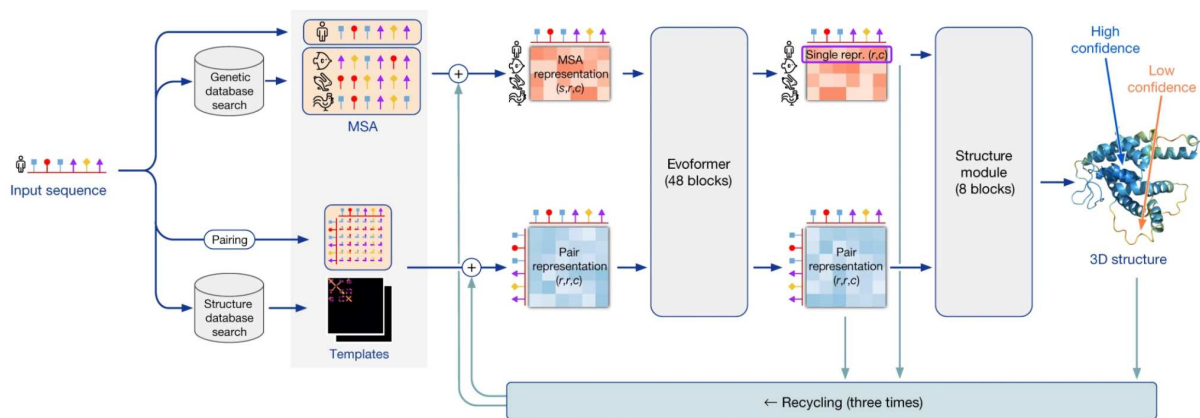 Genetic
database
search
MSA
Input sequence
Pairing
Structure
database
search
Templates
MSA
representation
(s,r,c)
Pair
representation
(r,r,c)
Evoformer
(48 blocks)
Single repr. (r,c)
Pair
representation
(r,r,c)
Structure
module
(8 blocks)
High
confidence
Low
confidence
3D structure
← Recycling (three times)